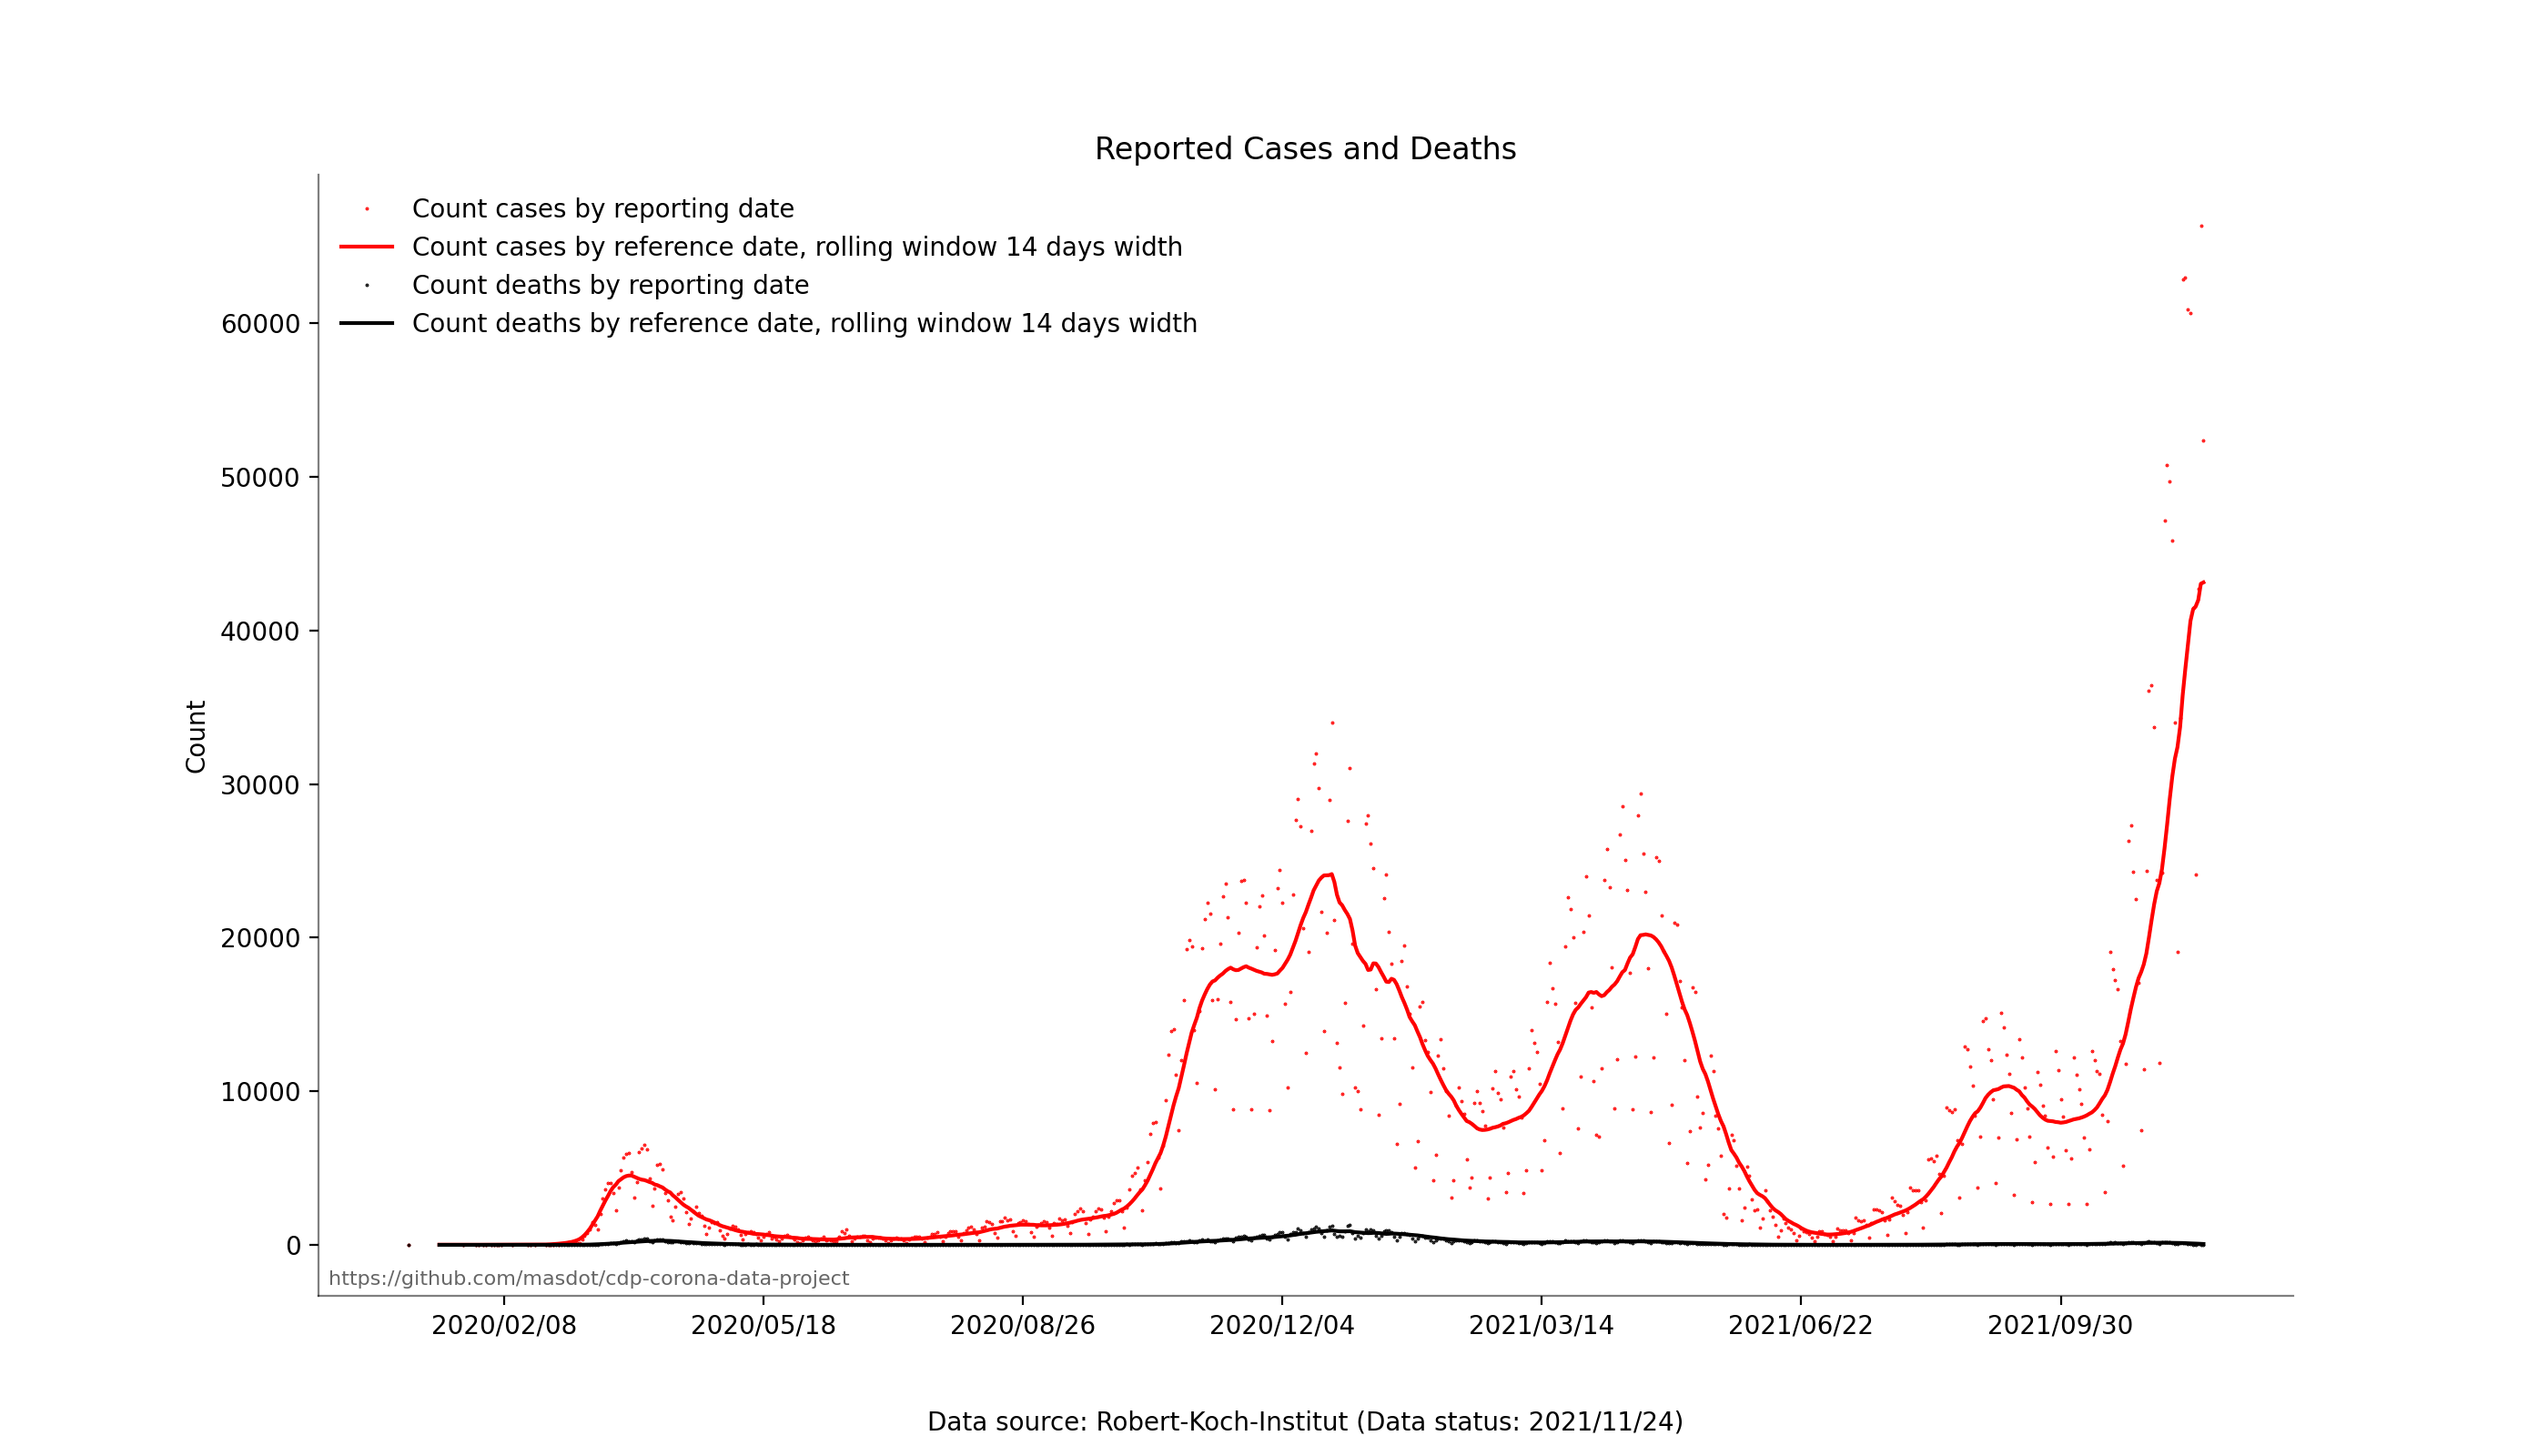 Reported Cases and Deaths
Count cases by reporting date
Count cases by reference date, rolling window 14 days width
Count deaths by reporting date
Count deaths by reference date, rolling window 14 days width
60000
50000
40000
30000
20000
10000
0
Count
https://github.com/masdot/cdp-corona-data-project
2020/02/08 2020/05/18 2020/08/26 2020/12/04 2021/03/14 2021/06/22 2021/09/30
Data source: Robert-Koch-Institut (Data status: 2021/11/24)